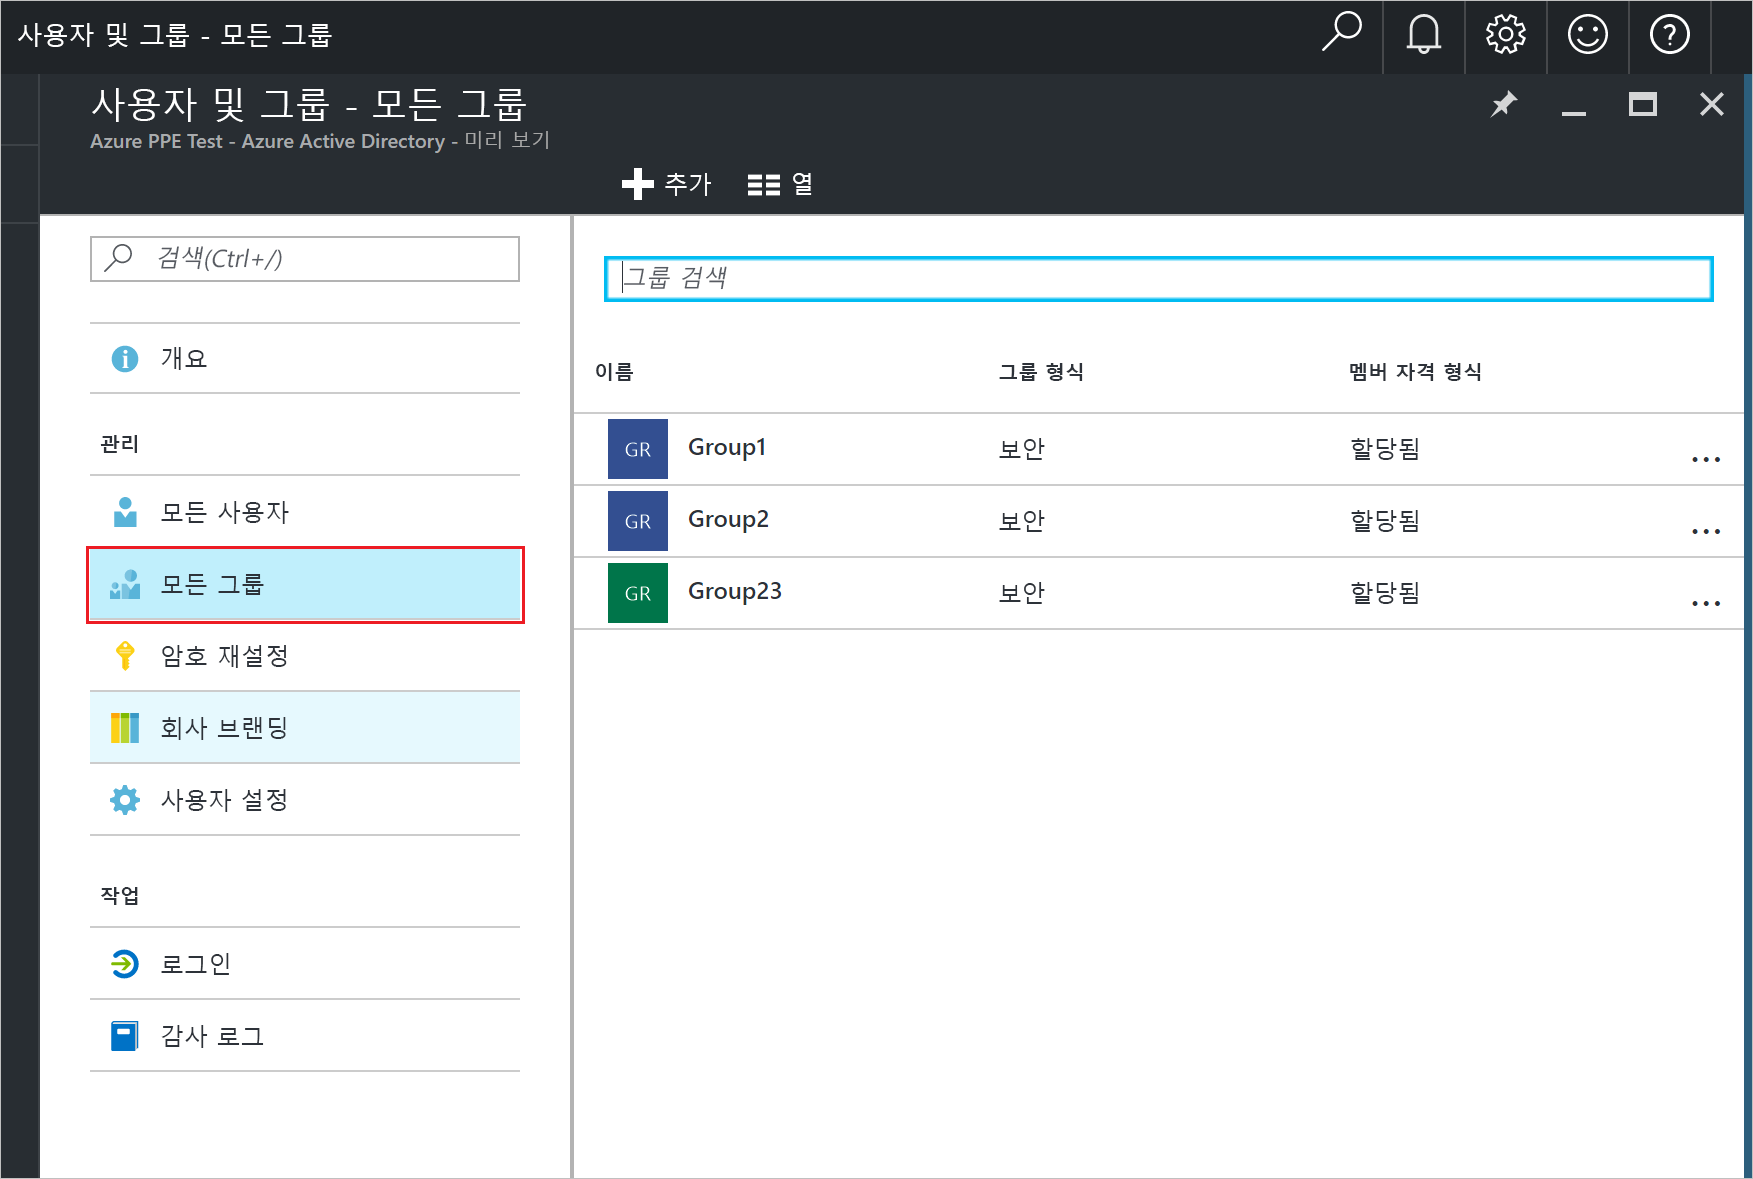 사용자 및 그룹 - 모든 그룹
사용자 및 그룹 - 모든 그룹
Azure PPE Test - Azure Active Directory - 미리 보기
추가 열
검색(Ctrl+/)
개요
관리
모든 사용자
모든 그룹
암호 재설정
회사 브랜딩
사용자 설정
작업
로그인
감사 로그
그룹 검색
이름 그룹 형식 멤버 자격 형식
GR Group1 보안 할당됨 ...
GR Group2 보안 할당됨 ...
GR Group23 보안 할당됨 ...